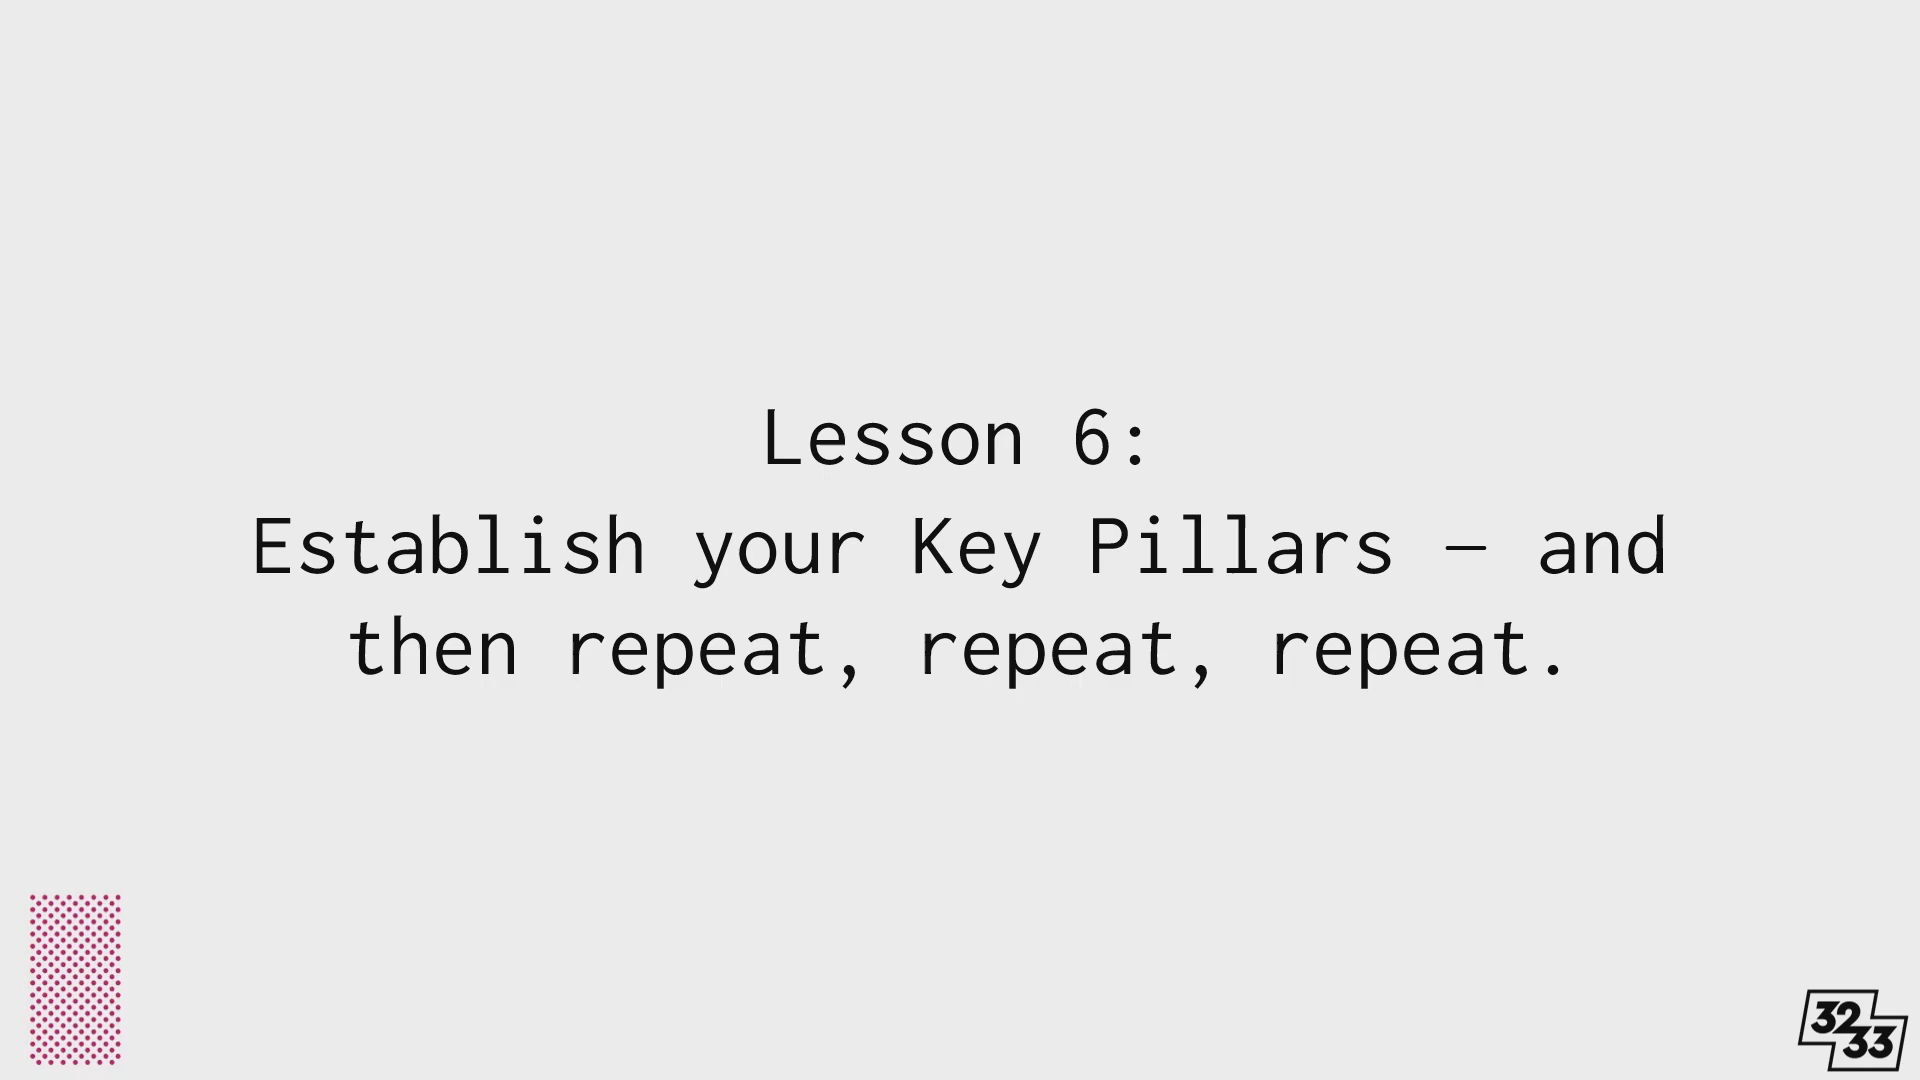 Lesson 6:
Establish your Key Pillars — and
then repeat, repeat, repeat.
32
33